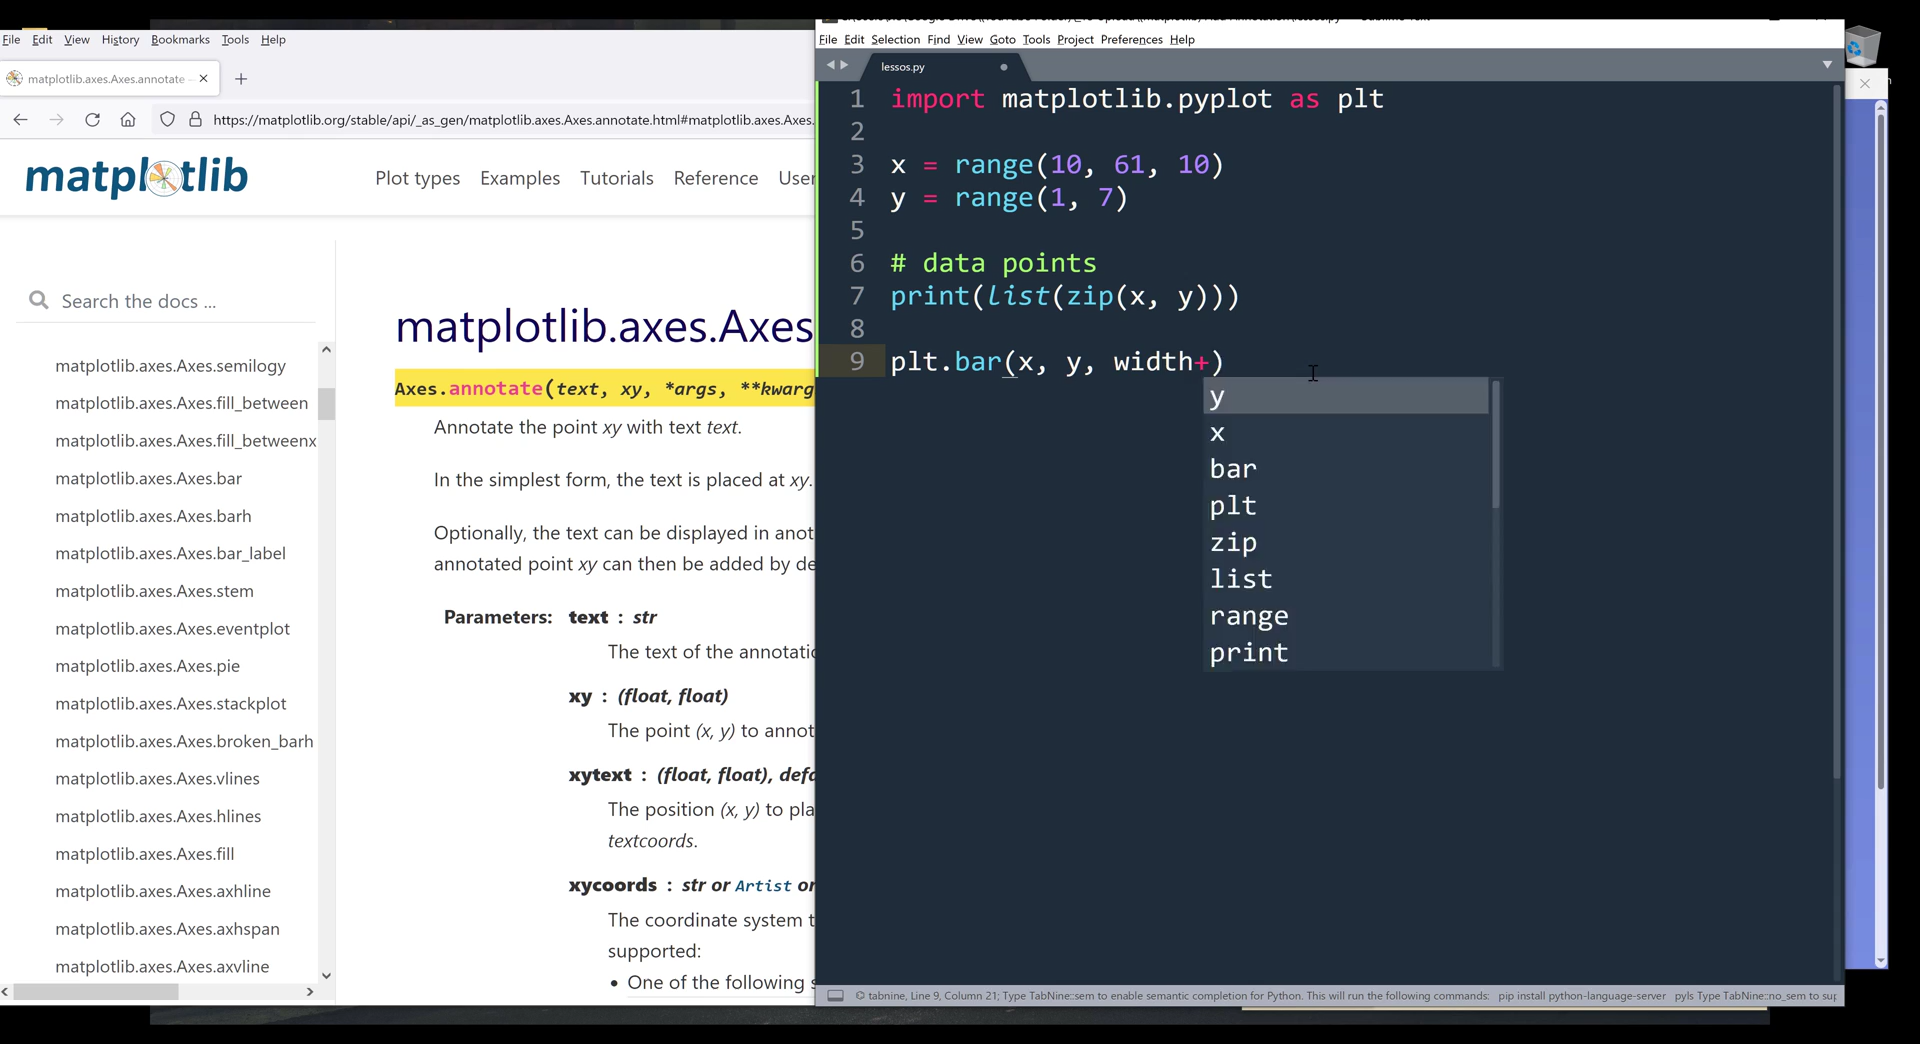 File Edit View History Bookmarks Tools Help
matplotlib.axes.Axes.annotate
https://matplotlib.org/stable/api/_as_gen/matplotlib.axes.Axes.annotate.html#matplotlib.axes.Axes.
matplotlib
Plot types Examples Tutorials Reference User
Search the docs ...
matplotlib.axes.Axes.semilogy
matplotlib.axes.Axes.fill_between
matplotlib.axes.Axes.fill_betweenx
matplotlib.axes.Axes.bar
matplotlib.axes.Axes.barh
matplotlib.axes.Axes.bar_label
matplotlib.axes.Axes.stem
matplotlib.axes.Axes.eventplot
matplotlib.axes.Axes.pie
matplotlib.axes.Axes.stackplot
matplotlib.axes.Axes.broken_barh
matplotlib.axes.Axes.vlines
matplotlib.axes.Axes.hlines
matplotlib.axes.Axes.fill
matplotlib.axes.Axes.axhline
matplotlib.axes.Axes.axhspan
matplotlib.axes.Axes.axvline
matplotlib.axes.Axes
Axes.annotate(text, xy, *args, **kwarg
Annotate the point xy with text text.
In the simplest form, the text is placed at xy.
Optionally, the text can be displayed in anot
annotated point xy can then be added by de
Parameters: text : str
The text of the annotatio
xy : (float, float)
The point (x, y) to annot
xytext : (float, float), defa
The position (x, y) to pla
textcoords.
xycoords : str or Artist or
The coordinate system t
supported:
• One of the following s
File Edit Selection Find View Goto Tools Project Preferences Help
lessos.py
1 import matplotlib.pyplot as plt
2
3 x = range(10, 61, 10)
4 y = range(1, 7)
5
6 # data points
7 print(list(zip(x, y)))
8
9 plt.bar(x, y, width+)
y
x
bar
plt
zip
list
range
print
tabnine, Line 9, Column 21; Type TabNine::sem to enable semantic completion for Python. This will run the following commands: pip install python-language-server pyls Type TabNine::no_sem to sup